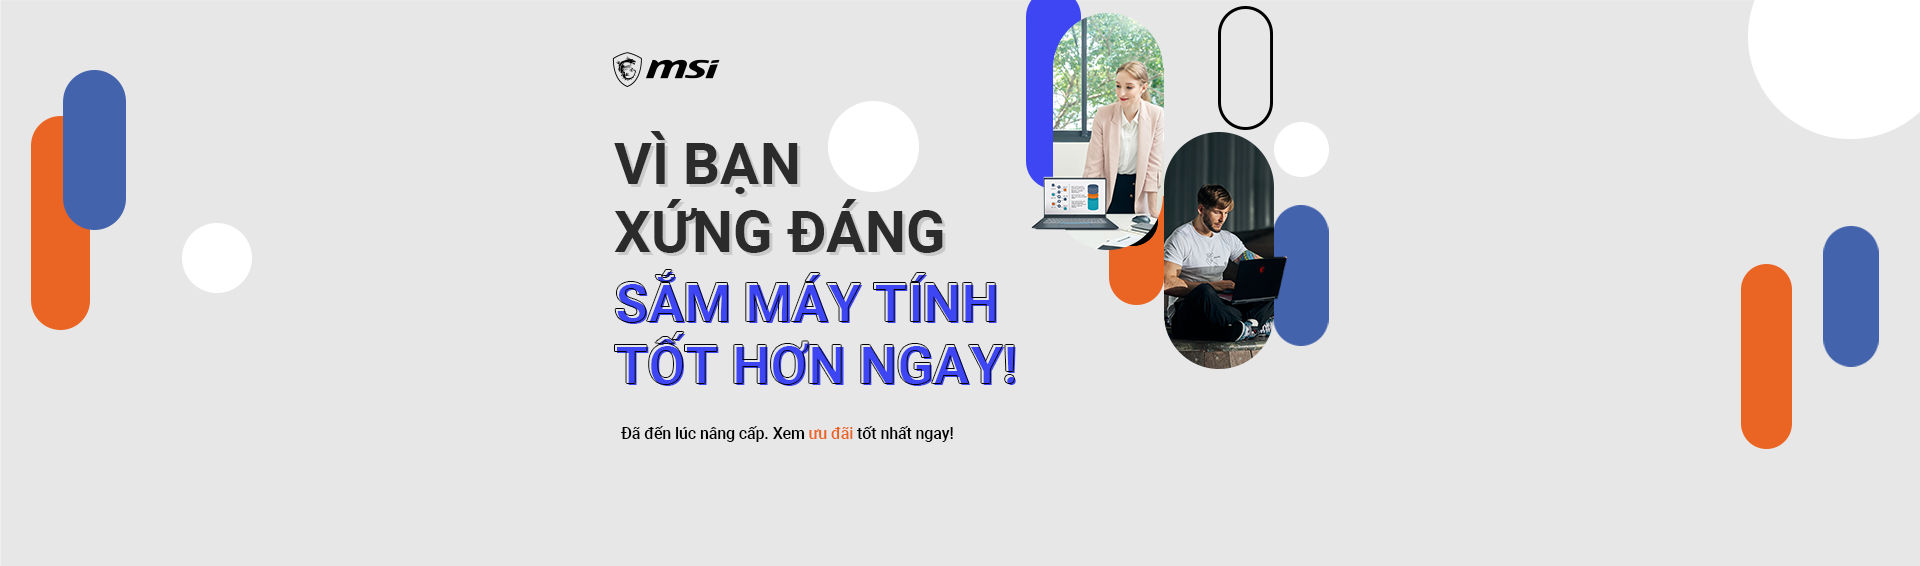 msi
VÌ BẠN
XỨNG ĐÁNG
SẮM MÁY TÍNH
TỐT HƠN NGAY!
Đã đến lúc nâng cấp. Xem ưu đãi tốt nhất ngay!